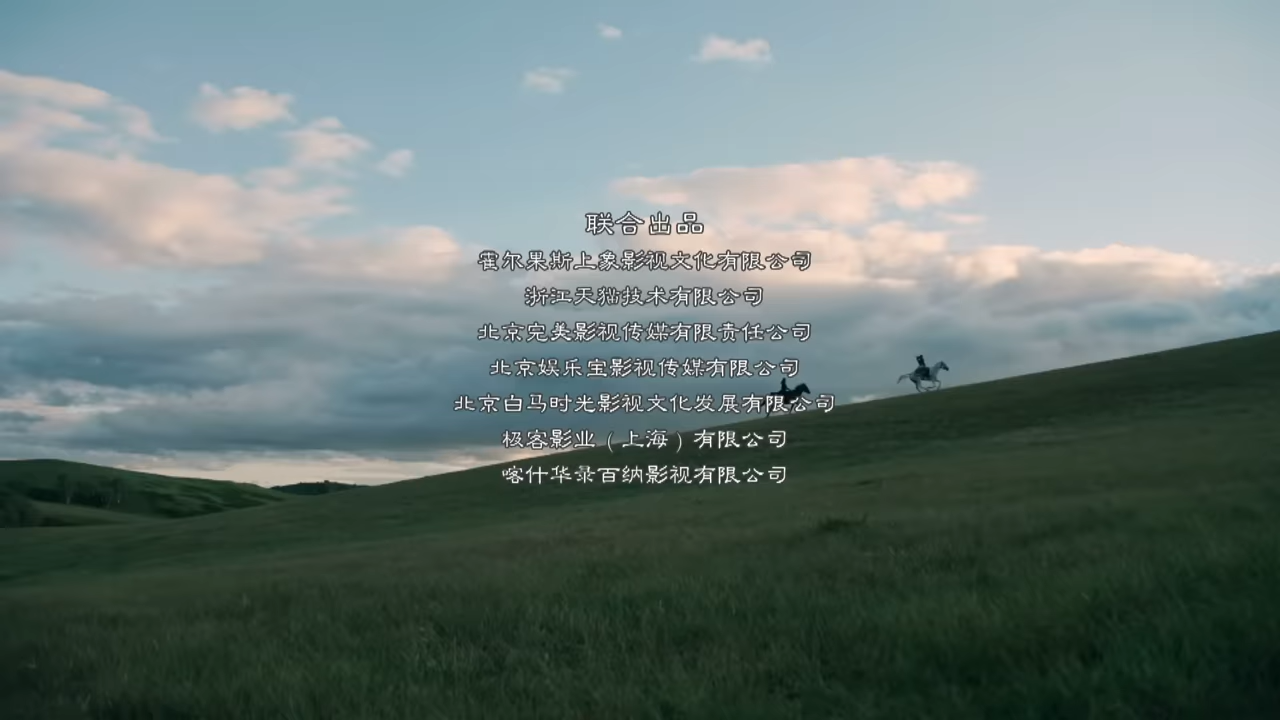 联合出品
霍尔果斯上象影视文化有限公司
浙江天猫技术有限公司
北京完美影视传媒有限责任公司
北京娱乐宝影视传媒有限公司
北京白马时光影视文化发展有限公司
极客影业（上海）有限公司
喀什华录百纳影视有限公司